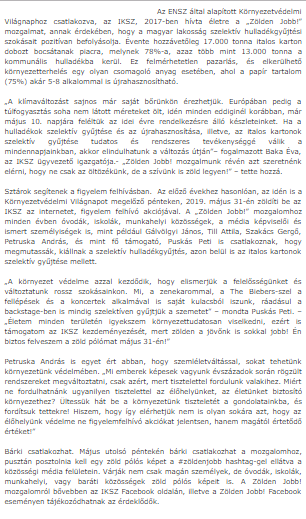 Az ENSZ által alapított Környezetvédelmi
Világnaphoz csatlakozva, az IKSZ, 2017-ben hívta életre a „Zölden Jobb!”
mozgalmat, annak érdekében, hogy a magyar lakosság szelektív hulladékgyűjtési
szokásait pozitívan befolyásolja. Évente hozzávetőleg 17.000 tonna italos karton
dobozt bocsátanak piacra, melynek 78%-a, azaz több mint 13.000 tonna a
kommunális hulladékba kerül. Ez felmérhetetlen pazarlás, és elkerülhető
környezetterhelés egy olyan csomagoló anyag esetében, ahol a papír tartalom
(75%) akár 5-8 alkalommal is újrahasznosítható.
„A klímaváltozást sajnos már saját bőrünkön érezhetjük. Európában pedig a
túlfogyasztás soha nem látott méreteket ölt, idén minden eddiginél korábban, már
május 10. napjára feléltük az idei évre rendelkezésre álló készleteinket. Ha a
hulladékok szelektív gyűjtése és az újrahasznosítása, illetve, az italos kartonok
szelektív gyűjtése tudatos és rendszeres tevékenységgé válik a
mindennapjainkban, akkor elindulhatunk a változás útján”– fogalmazott Baka Éva,
az IKSZ ügyvezető igazgatója.- „Zölden Jobb! mozgalmunk révén azt szeretnénk
elérni, hogy ne csak az öltözékünk, de a szívünk is zöld legyen!” – tette hozzá.
Sztárok segítenek a figyelem felhívásban. Az előző évekhez hasonlóan, az idén is a
Környezetvédelmi Világnapot megelőző pénteken, 2019. május 31-én zöldíti be az
IKSZ az internetet, figyelem felhívó akciójával. A „Zölden Jobb!” mozgalomhoz
minden évben óvodák, iskolák, munkahelyi közösségek, a média képviselői és
ismert személyiségek is, mint például Gálvölgyi János, Till Attila, Szakács Gergő,
Petruska András, és mint fő támogató, Puskás Peti is csatlakoznak, hogy
megmutassák, kiállnak a szelektív hulladékgyűjtés, azon belül is az italos kartonok
szelektív gyűjtése mellett.
„A környezet védelme azzal kezdődik, hogy elismerjük a felelősségünket és
változtatunk rossz szokásainkon. Mi, a zenekarommal, a The Biebers-szel a
fellépések és a koncertek alkalmával is saját kulacsból iszunk, ráadásul a
backstage-ben is mindig szelektíven gyűjtjük a szemetet” – mondta Puskás Peti. –
„Életem minden területén igyekszem környezettudatosan viselkedni, ezért is
támogatom az IKSZ kezdeményezését, mert zölden a jövőnk is sokkal jobb! Én
biztos felveszem a zöld pólómat május 31-én!”
Petruska András is egyet ért abban, hogy szemléletváltással, sokat tehetünk
környezetünk védelmében. „Mi emberek képesek vagyunk évszázadok során rögzült
rendszereket megváltoztatni, csak azért, mert tisztelettel fordulunk valakihez. Miért
ne fordulhatnánk ugyanilyen tisztelettel az élőhelyünket, az életünket biztosító
környezethez? Ültessük hát be a környezetünk tiszteletét a gondolatainkba, és
fordítsuk tettekre! Hiszem, hogy így elérhetjük nem is olyan sokára azt, hogy az
élőhelyünk védelme ne figyelemfelhívó akciókat jelentsen, hanem magától értetődő
értéket!”
Bárki csatlakozhat. Május utolsó péntekén bárki csatlakozhat a mozgalomhoz,
pusztán posztolnia kell egy zöld pólós képet a #zöldenjobb hashtag-gel ellátva a
közösségi média felületein. Várják nem csak magán személyek, de óvodák, iskolák,
munkahelyi, vagy baráti közösségek zöld pólós képeit is. A Zölden Jobb!
mozgalomról bővebben az IKSZ Facebook oldalán, illetve a Zölden Jobb! Facebook
eseményen tájékozódhatnak az érdeklődők.